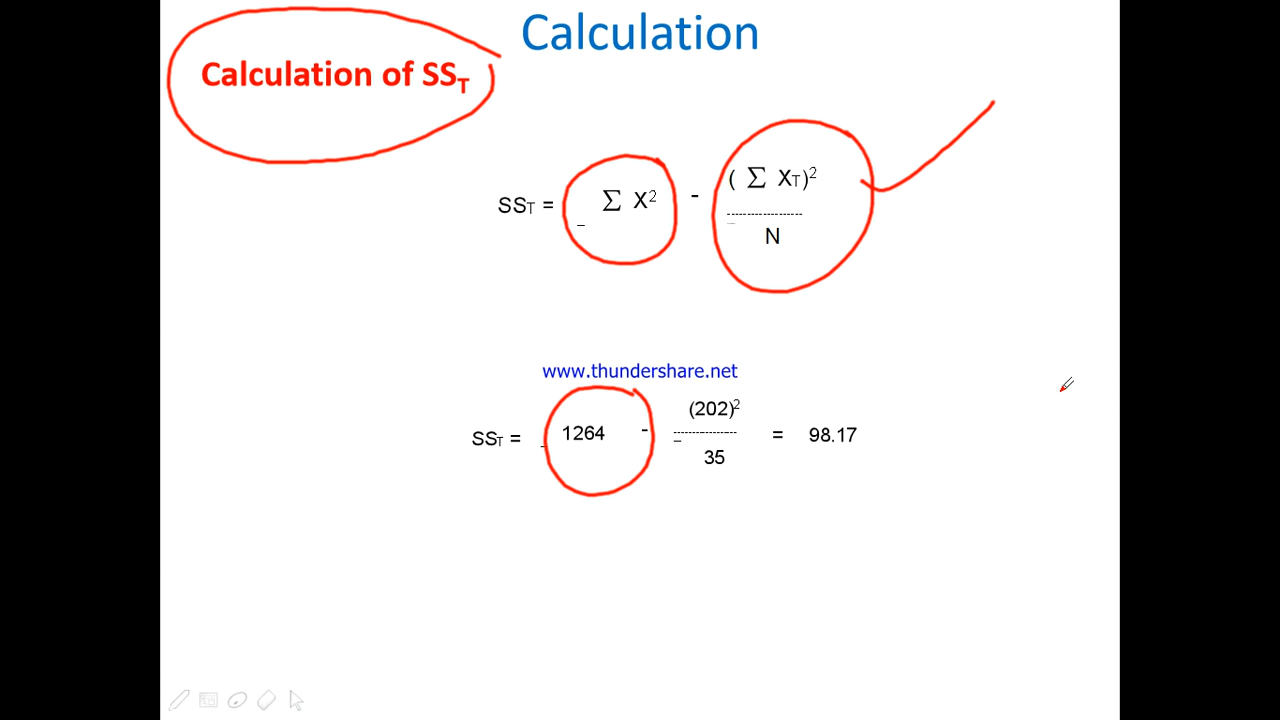 Calculation
Calculation of SST
SST = Σ X2 - ( Σ XT)2
-------------------
N
www.thundershare.net
SST = 1264 - (202)2 = 98.17
----------------
35